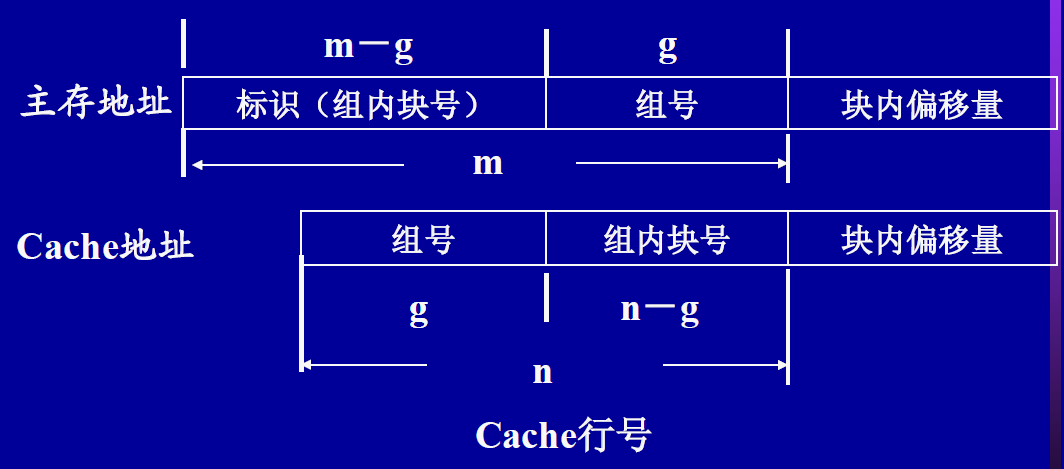 m－g g
主存地址 标识（组内块号） 组号 块内偏移量
m
Cache地址 组号 组内块号 块内偏移量
g n－g
n
Cache行号